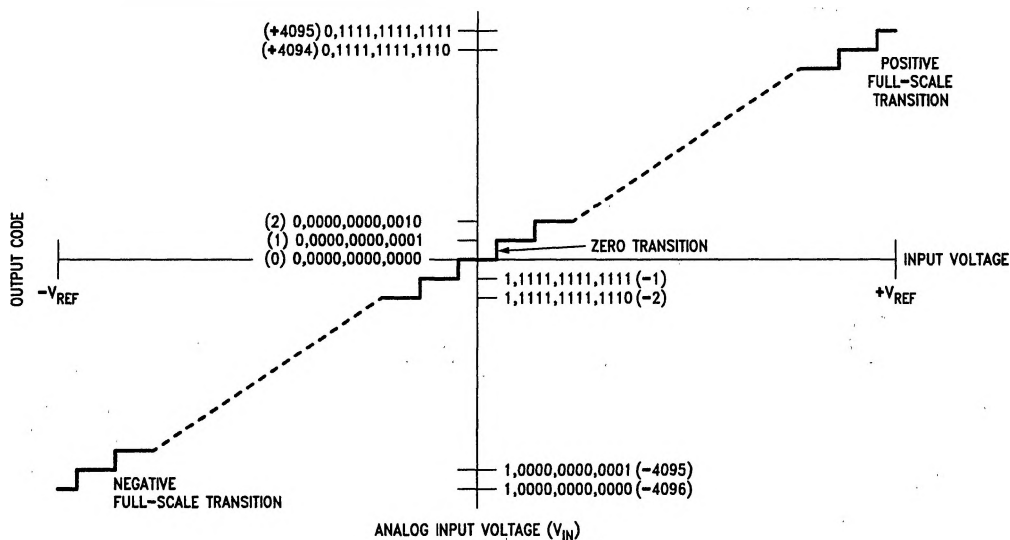 (+4095) 0,1111,1111,1111
(+4094) 0,1111,1111,1110
POSITIVE
FULL-SCALE
TRANSITION
(2) 0,0000,0000,0010
(1) 0,0000,0000,0001
(0) 0,0000,0000,0000
ZERO TRANSITION
OUTPUT CODE
INPUT VOLTAGE
-VREF
+VREF
1,1111,1111,1111 (-1)
1,1111,1111,1110 (-2)
1,0000,0000,0001 (-4095)
1,0000,0000,0000 (-4096)
NEGATIVE
FULL-SCALE TRANSITION
ANALOG INPUT VOLTAGE (VIN)